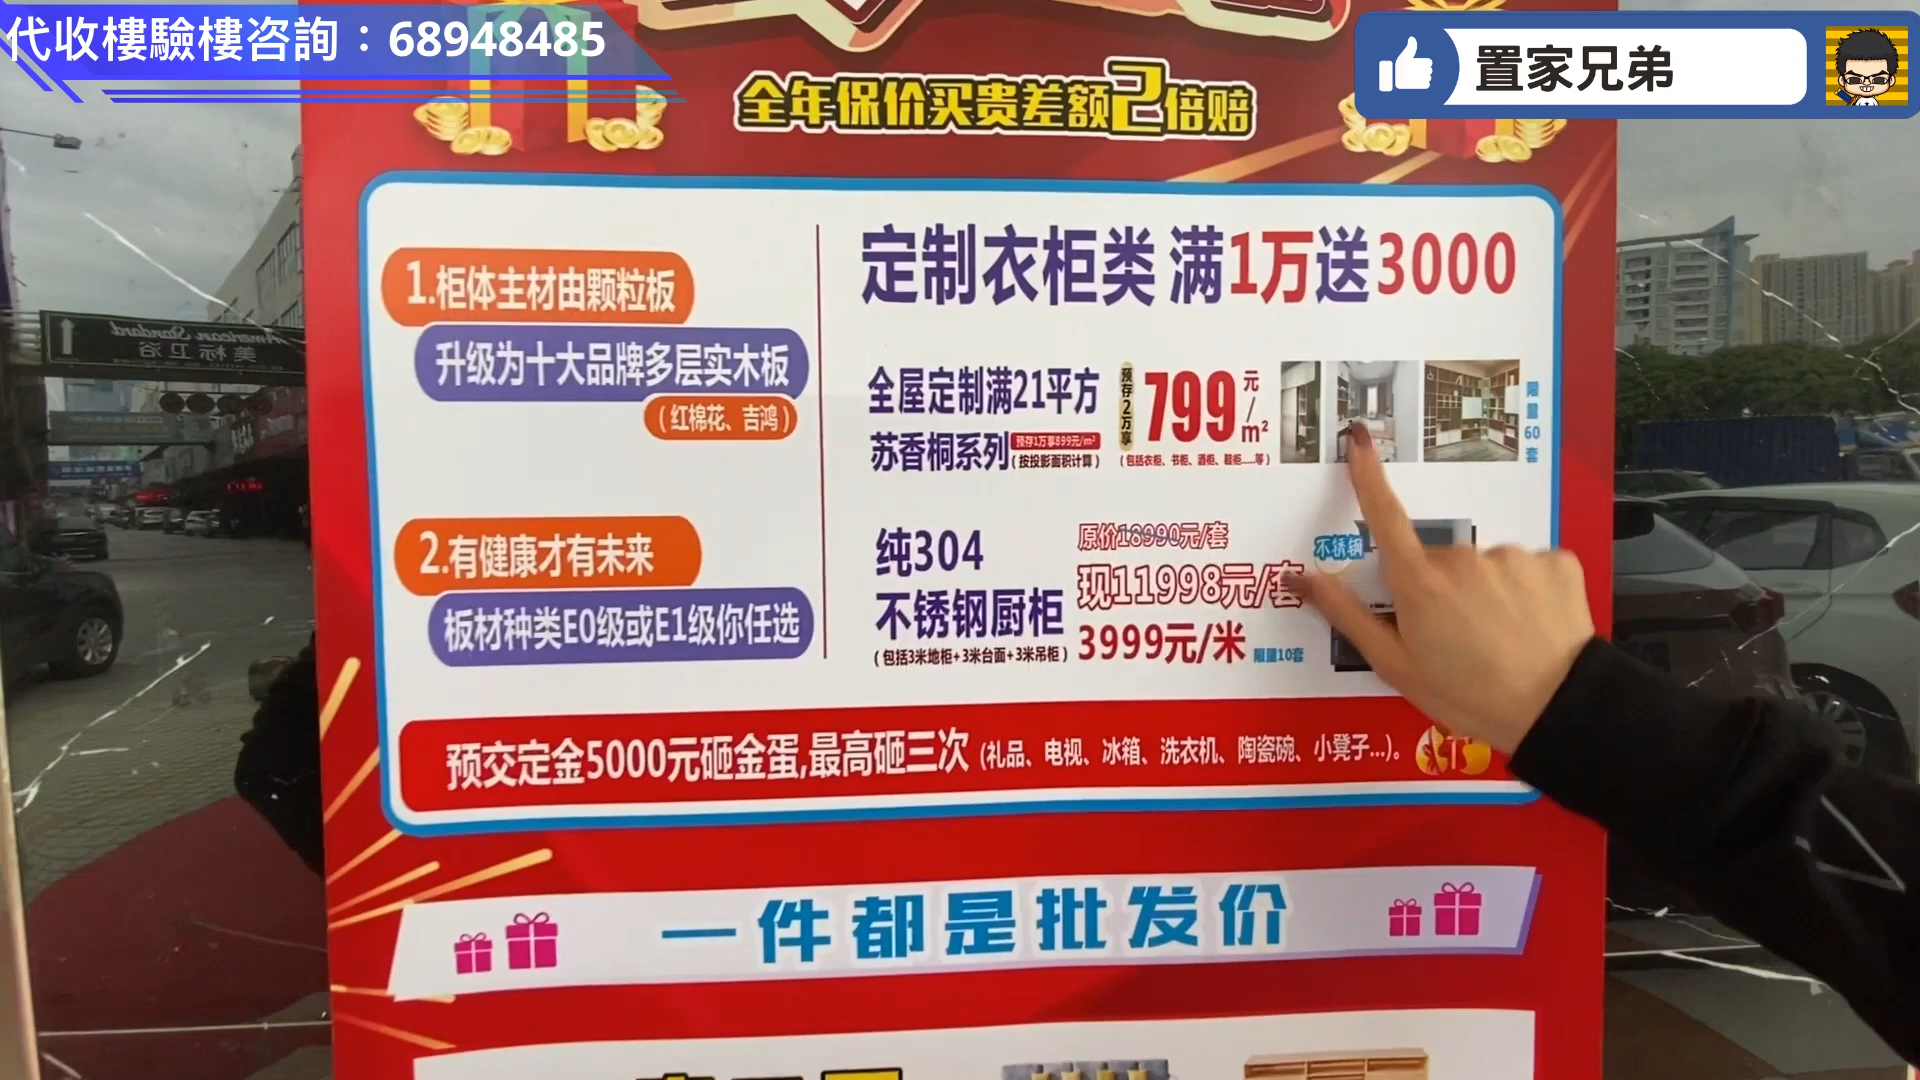 代收樓驗樓咨詢：68948485
置家兄弟
全年保价买贵差额2倍赔
1.柜体主材由颗粒板
升级为十大品牌多层实木板
（红棉花、吉鸿）
2.有健康才有未来
板材种类E0级或E1级你任选
定制衣柜类 满1万送3000
全屋定制满21平方
苏香桐系列
预存1万享899元/m²
（按投影面积计算）
预存2万享
799元/m²
（包括衣柜、书柜、酒柜、鞋柜.....等）
限量60套
纯304
不锈钢厨柜
（包括3米地柜+3米台面+3米吊柜）
原价18990元/套
现11998元/套
3999元/米 限量10套
不锈钢
预交定金5000元砸金蛋,最高砸三次（礼品、电视、冰箱、洗衣机、陶瓷碗、小凳子...）。
一件都是批发价
American Standard
美标卫浴